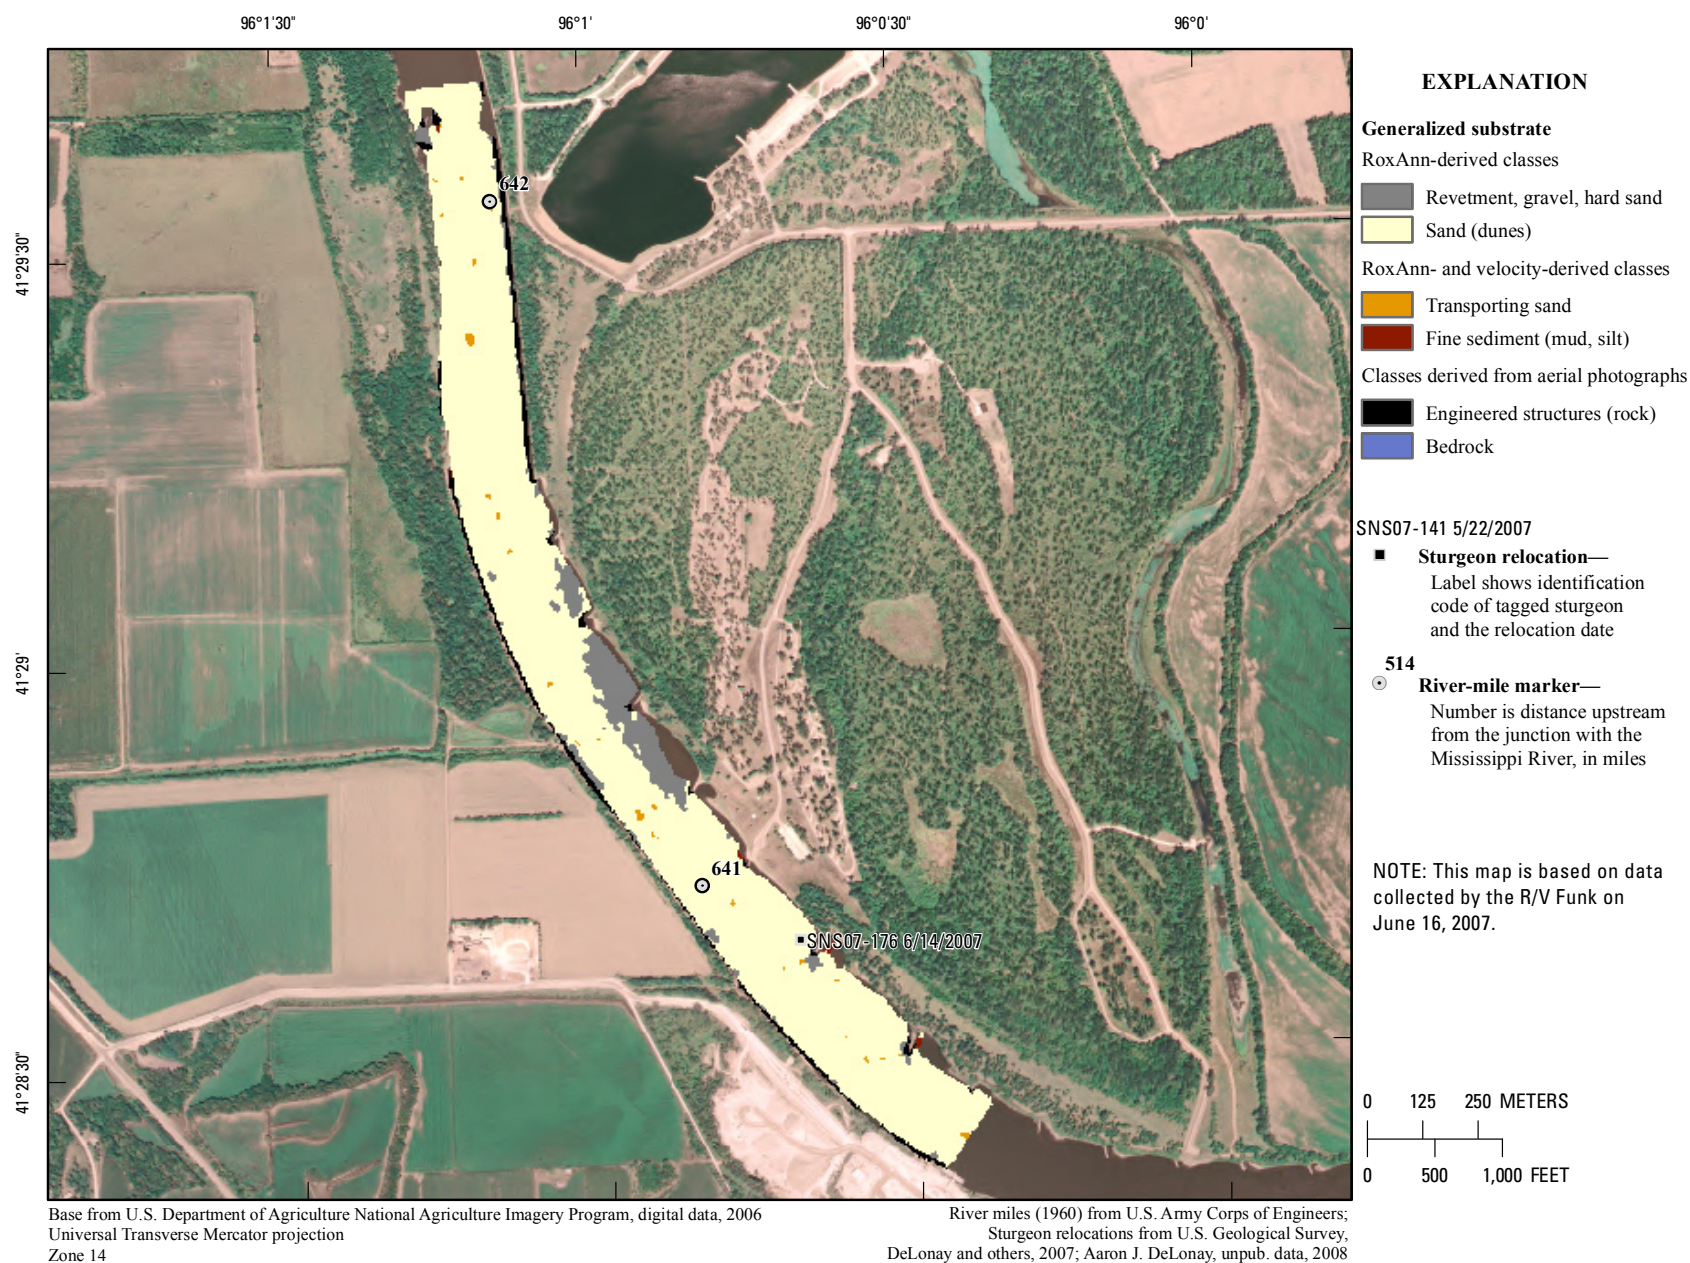 96°1'30"
96°1'
96°0'30"
96°0'
41°29'30"
41°29'
41°28'30"
642
641
SNS07-176 6/14/2007
EXPLANATION
Generalized substrate
RoxAnn-derived classes
Revetment, gravel, hard sand
Sand (dunes)
RoxAnn- and velocity-derived classes
Transporting sand
Fine sediment (mud, silt)
Classes derived from aerial photographs
Engineered structures (rock)
Bedrock
SNS07-141 5/22/2007
Sturgeon relocation—
Label shows identification
code of tagged sturgeon
and the relocation date
514
River-mile marker—
Number is distance upstream
from the junction with the
Mississippi River, in miles
NOTE: This map is based on data
collected by the R/V Funk on
June 16, 2007.
0 125 250 METERS
0 500 1,000 FEET
Base from U.S. Department of Agriculture National Agriculture Imagery Program, digital data, 2006
Universal Transverse Mercator projection
Zone 14
River miles (1960) from U.S. Army Corps of Engineers;
Sturgeon relocations from U.S. Geological Survey,
DeLonay and others, 2007; Aaron J. DeLonay, unpub. data, 2008